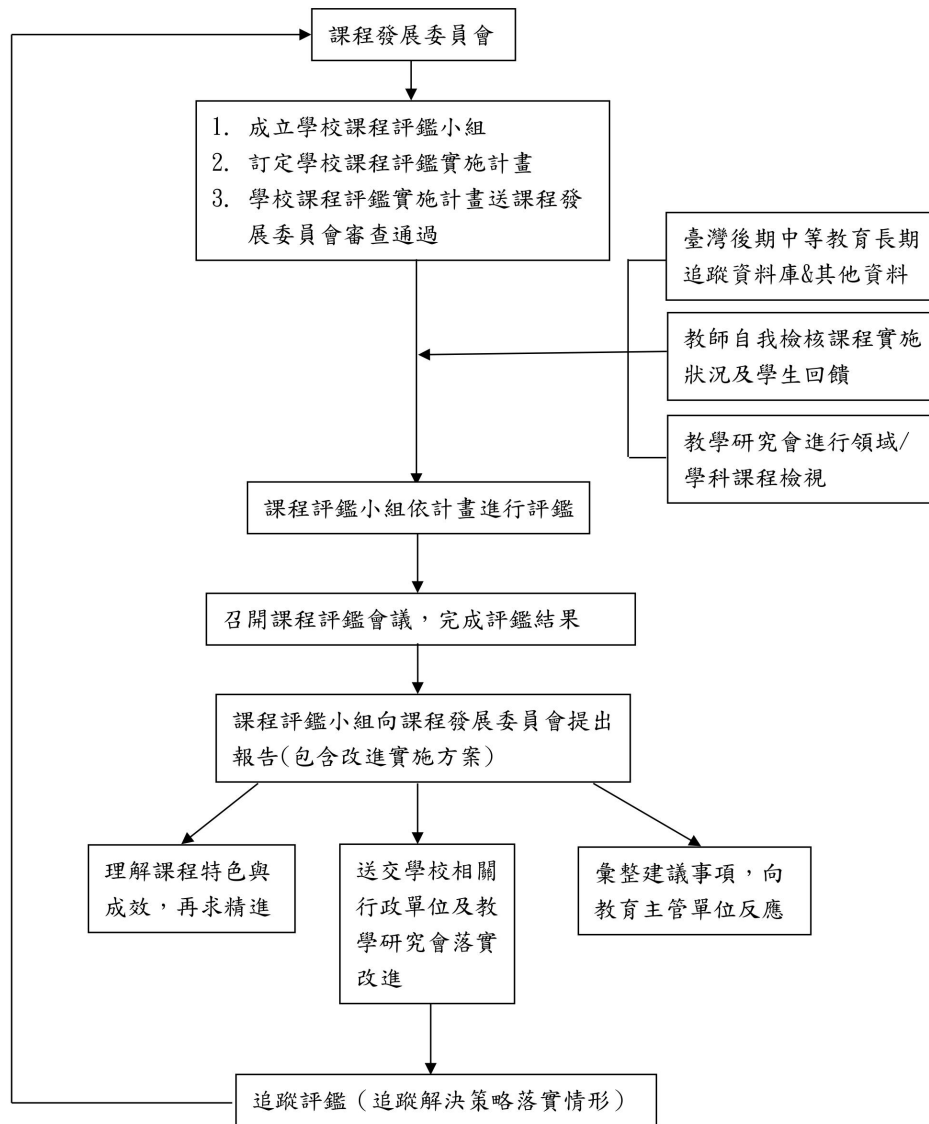 課程發展委員會
1. 成立學校課程評鑑小組
2. 訂定學校課程評鑑實施計畫
3. 學校課程評鑑實施計畫送課程發
展委員會審查通過
臺灣後期中等教育長期
追蹤資料庫&其他資料
教師自我檢核課程實施
狀況及學生回饋
教學研究會進行領域/
學科課程檢視
課程評鑑小組依計畫進行評鑑
召開課程評鑑會議，完成評鑑結果
課程評鑑小組向課程發展委員會提出
報告(包含改進實施方案)
理解課程特色與
成效，再求精進
送交學校相關
行政單位及教
學研究會落實
改進
彙整建議事項，向
教育主管單位反應
追蹤評鑑（追蹤解決策略落實情形）